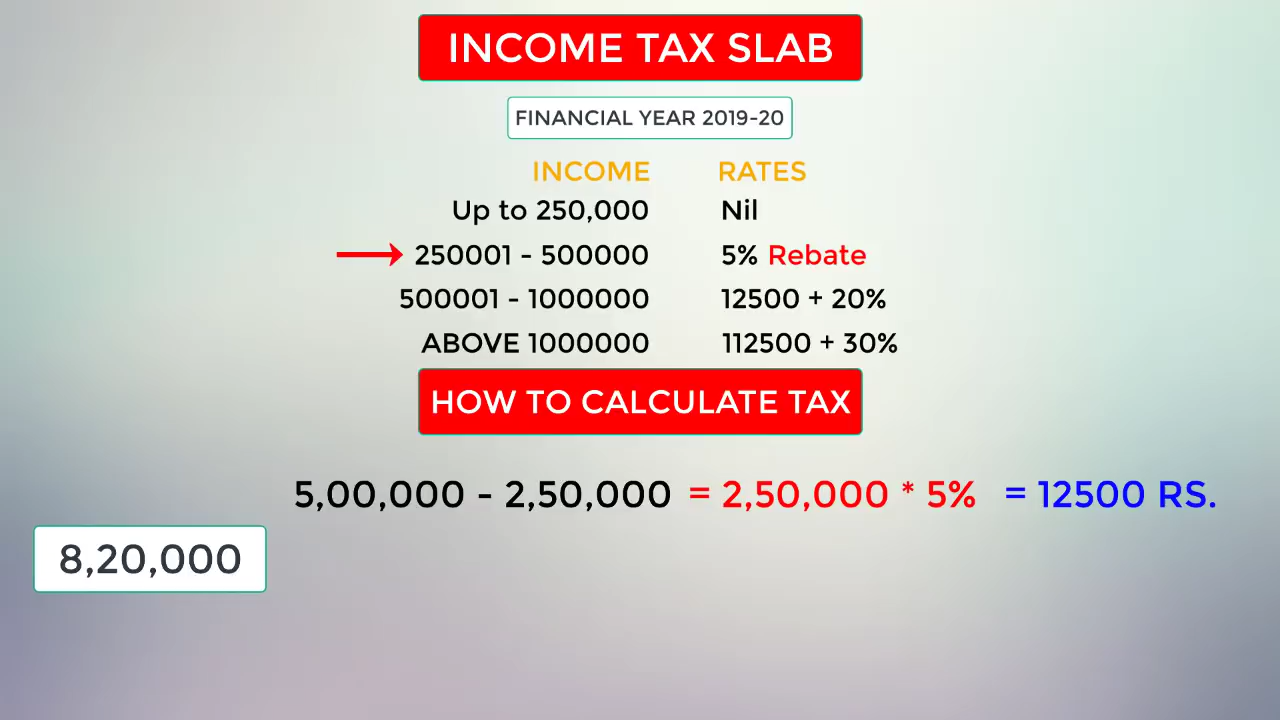 INCOME TAX SLAB
FINANCIAL YEAR 2019-20
INCOME RATES
Up to 250,000 Nil
250001 - 500000 5% Rebate
500001 - 1000000 12500 + 20%
ABOVE 1000000 112500 + 30%
HOW TO CALCULATE TAX
5,00,000 - 2,50,000 = 2,50,000 * 5% = 12500 RS.
8,20,000